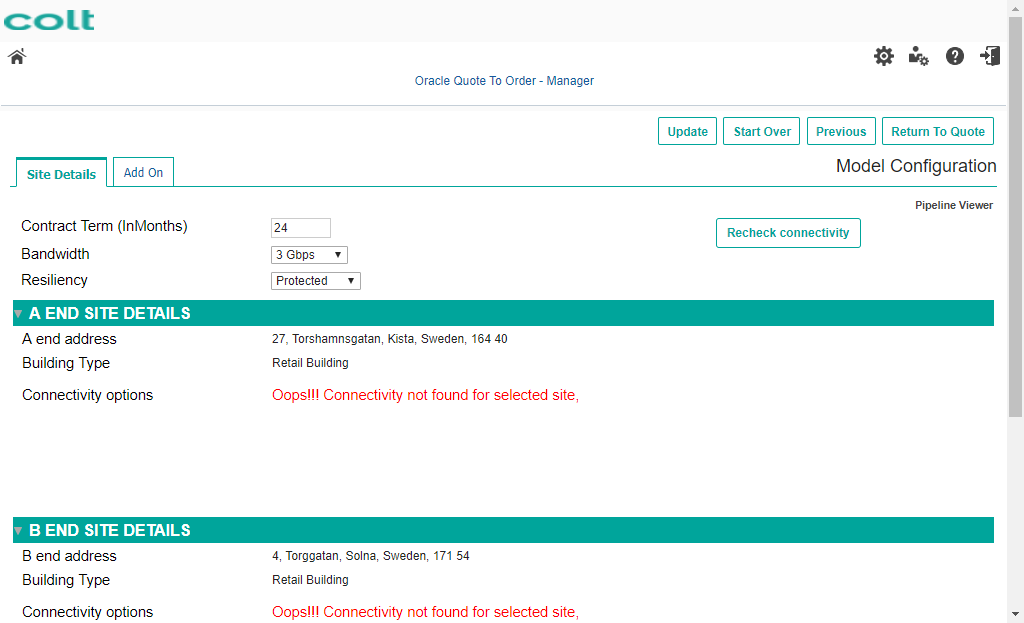 colt
Oracle Quote To Order - Manager
Update Start Over Previous Return To Quote
Site Details Add On Model Configuration
Pipeline Viewer
Contract Term (InMonths) 24 Recheck connectivity
Bandwidth 3 Gbps
Resiliency Protected
A END SITE DETAILS
A end address 27, Torshamnsgatan, Kista, Sweden, 164 40
Building Type Retail Building
Connectivity options Oops!!! Connectivity not found for selected site,
B END SITE DETAILS
B end address 4, Torggatan, Solna, Sweden, 171 54
Building Type Retail Building
Connectivity options Oops!!! Connectivity not found for selected site,